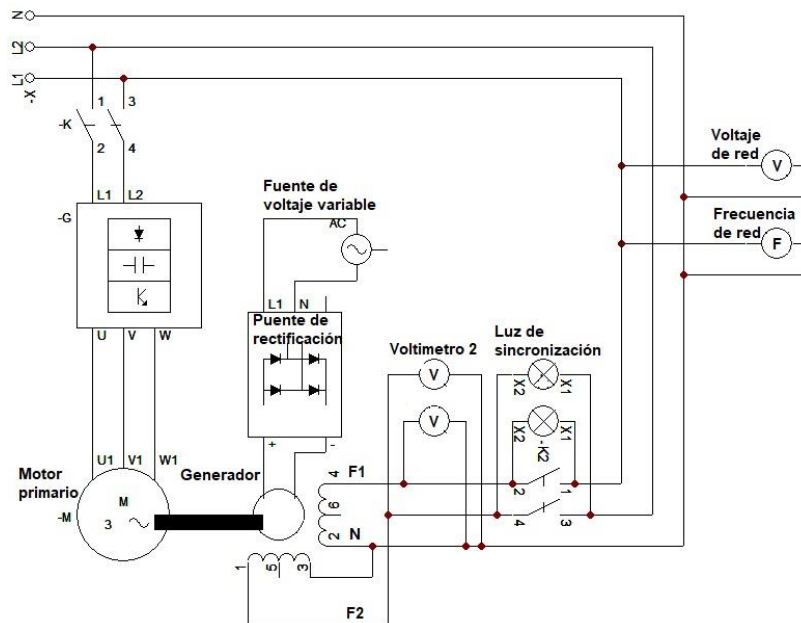 N
L2
L1
-X
1 3
-K
2 4
L1 L2
-G
U V W
Fuente de
voltaje variable
AC
L1 N
Puente de
rectificación
+ -
Voltaje
de red
V
Frecuencia
de red
F
Voltimetro 2
V
V
Luz de
sincronización
X2 X1
X2 X1
-K2
2 1
4 3
U1 V1 W1
Motor
primario
-M
M
3
Generador
4 F1
6
2 N
1 5 3
F2